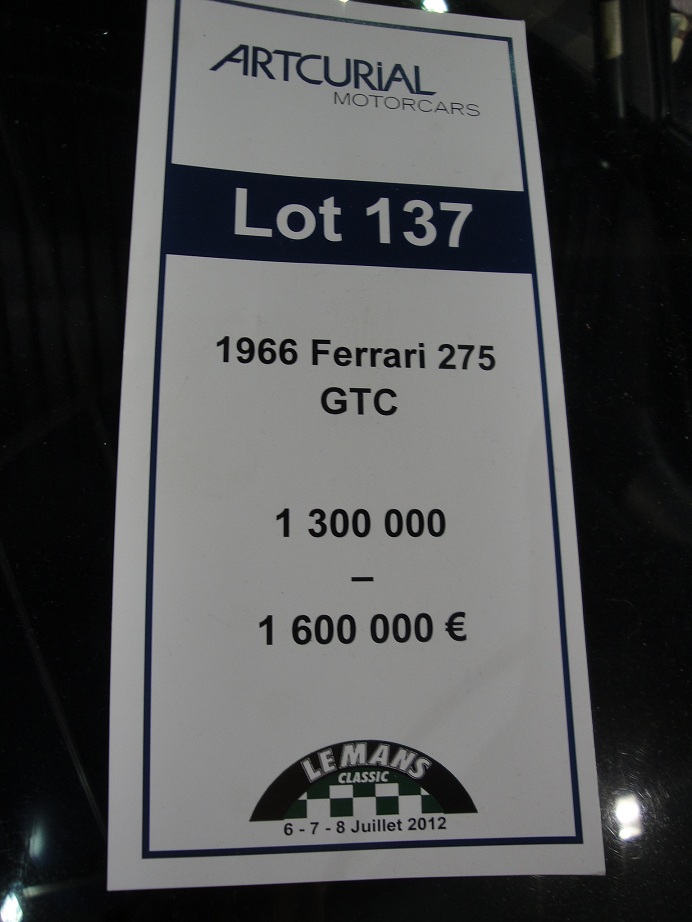 ARTCURiAL
MOTORCARS
Lot 137
1966 Ferrari 275
GTC
1 300 000
–
1 600 000 €
LE MANS
CLASSIC
6 - 7 - 8 Juillet 2012